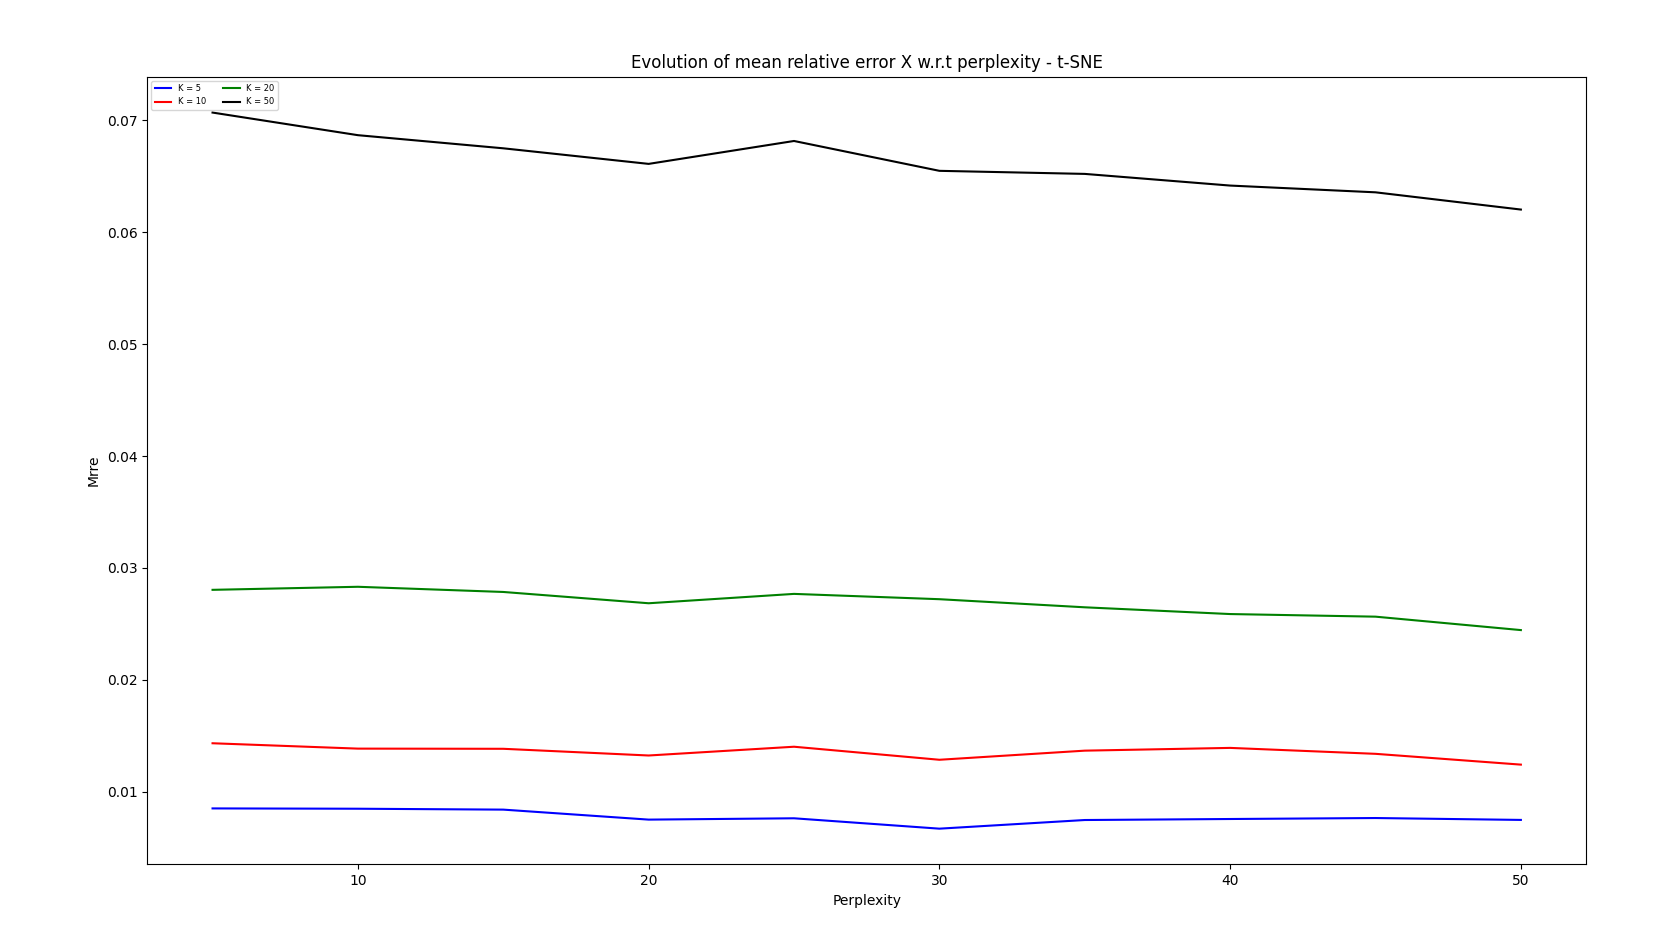 Evolution of mean relative error X w.r.t perplexity - t-SNE
K = 5
K = 10
K = 20
K = 50
0.07
0.06
0.05
0.04
0.03
0.02
0.01
Mrre
10
20
30
40
50
Perplexity